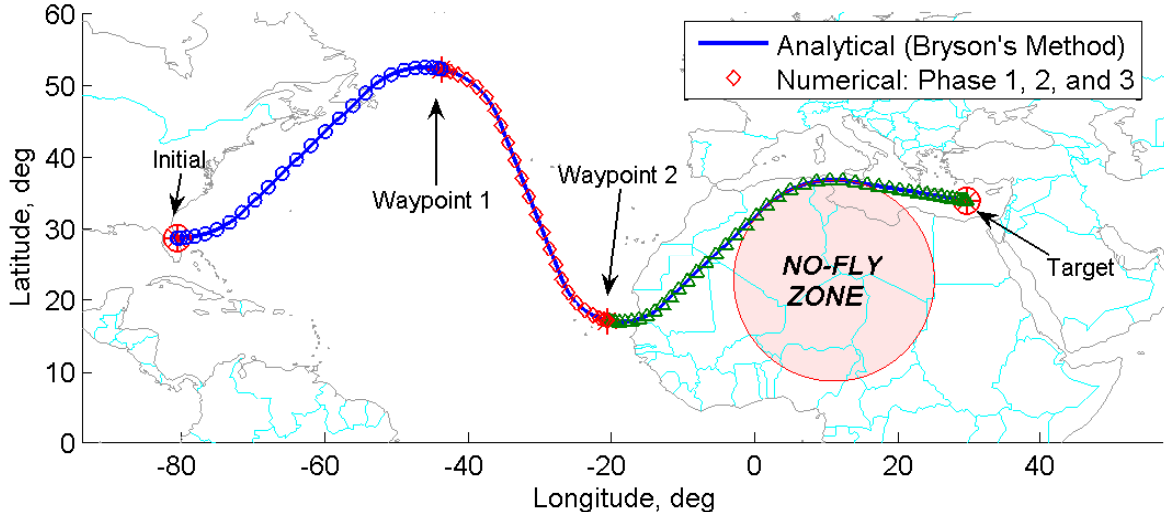 60
50
40
30
20
10
0
Latitude, deg
-80
-60
-40
-20
0
20
40
Longitude, deg
Analytical (Bryson's Method)
Numerical: Phase 1, 2, and 3
Initial
Waypoint 1
Waypoint 2
NO-FLY
ZONE
Target